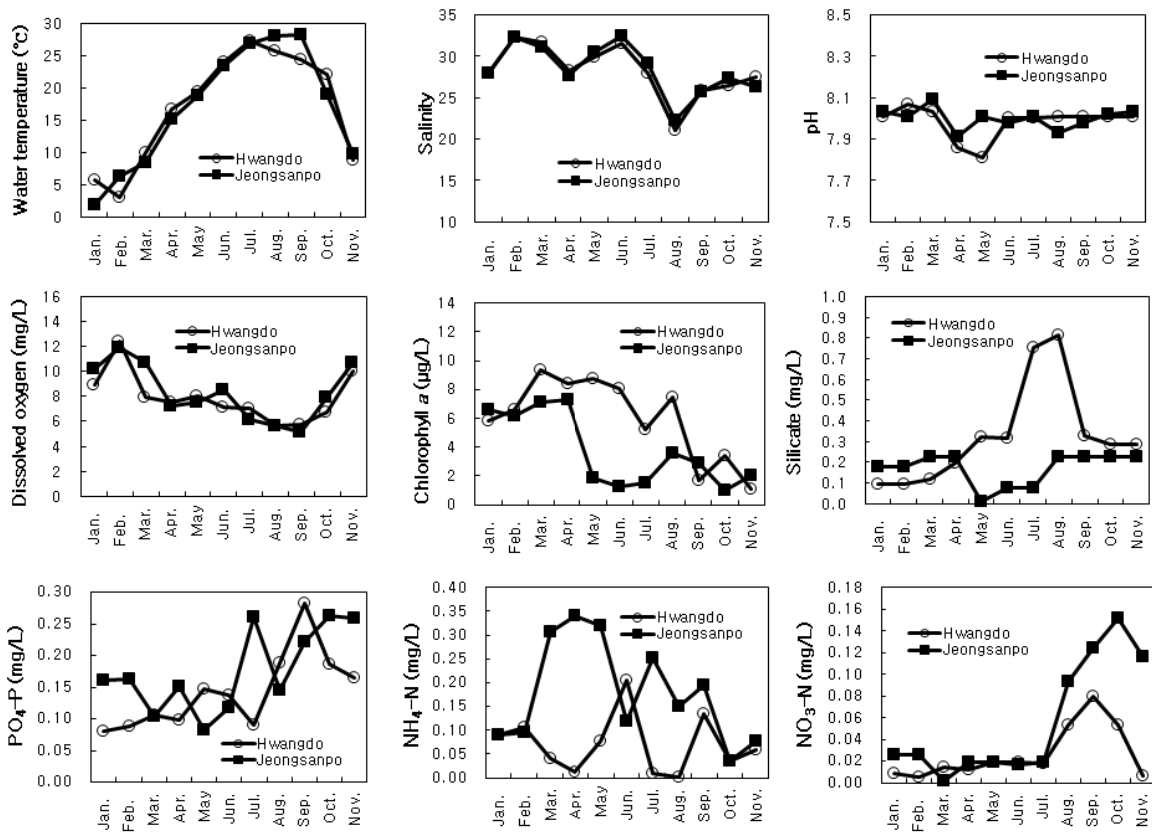 Water temperature (°C)
30
25
20
15
10
5
0
Hwangdo
Jeongsanpo
Jan. Feb. Mar. Apr. May Jun. Jul. Aug. Sep. Oct. Nov.
Salinity
35
30
25
20
15
10
Hwangdo
Jeongsanpo
Jan. Feb. Mar. Apr. May Jun. Jul. Aug. Sep. Oct. Nov.
pH
8.5
8.3
8.1
7.9
7.7
7.5
Hwangdo
Jeongsanpo
Jan. Feb. Mar. Apr. May Jun. Jul. Aug. Sep. Oct. Nov.
Dissolved oxygen (mg/L)
16
14
12
10
8
6
4
2
0
Hwangdo
Jeongsanpo
Jan. Feb. Mar. Apr. May Jun. Jul. Aug. Sep. Oct. Nov.
Chlorophyll a (μg/L)
14
12
10
8
6
4
2
0
Hwangdo
Jeongsanpo
Jan. Feb. Mar. Apr. May Jun. Jul. Aug. Sep. Oct. Nov.
Silicate (mg/L)
1.0
0.9
0.8
0.7
0.6
0.5
0.4
0.3
0.2
0.1
0.0
Hwangdo
Jeongsanpo
Jan. Feb. Mar. Apr. May Jun. Jul. Aug. Sep. Oct. Nov.
PO₄-P (mg/L)
0.30
0.25
0.20
0.15
0.10
0.05
0.00
Hwangdo
Jeongsanpo
Jan. Feb. Mar. Apr. May Jun. Jul. Aug. Sep. Oct. Nov.
NH₄-N (mg/L)
0.40
0.35
0.30
0.25
0.20
0.15
0.10
0.05
0.00
Hwangdo
Jeongsanpo
Jan. Feb. Mar. Apr. May Jun. Jul. Aug. Sep. Oct. Nov.
NO₃-N (mg/L)
0.18
0.16
0.14
0.12
0.10
0.08
0.06
0.04
0.02
0.00
Hwangdo
Jeongsanpo
Jan. Feb. Mar. Apr. May Jun. Jul. Aug. Sep. Oct. Nov.